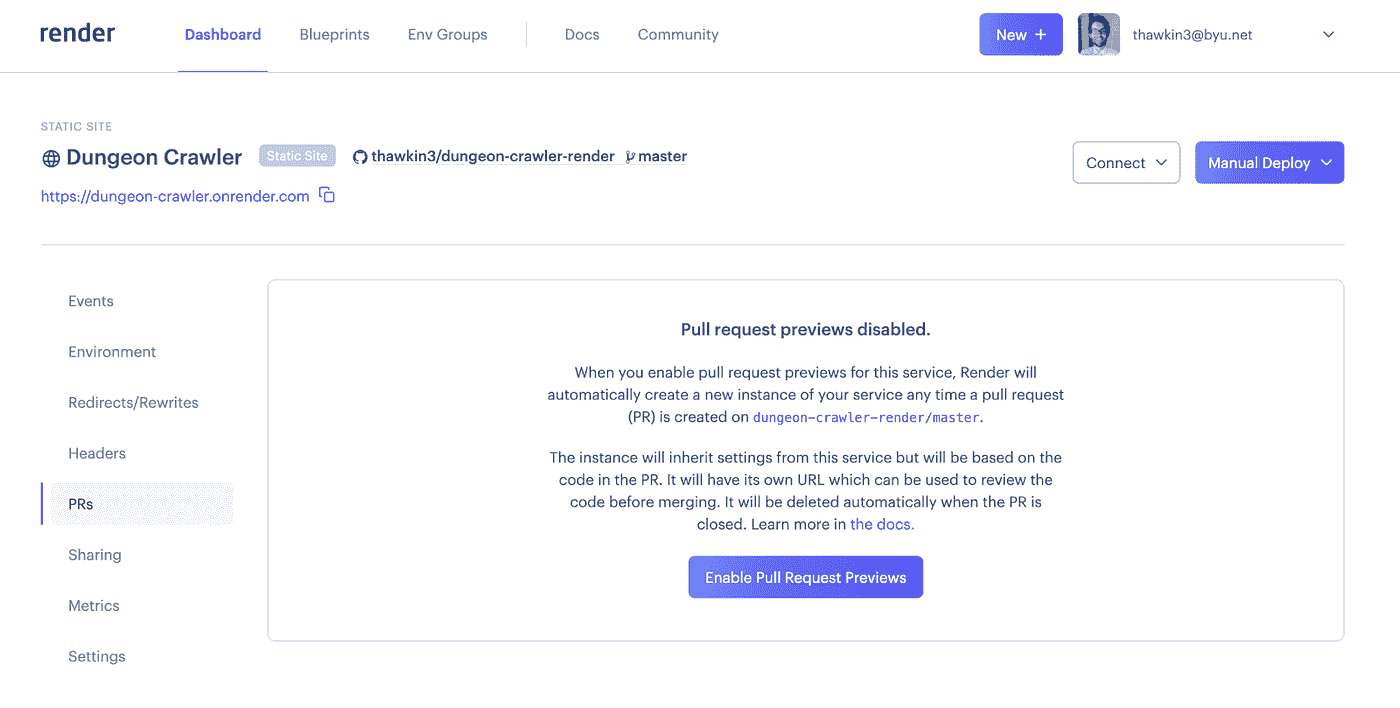 render
Dashboard
Blueprints
Env Groups
Docs
Community
New +
thawkin3@byu.net
STATIC SITE
Dungeon Crawler
Static Site
thawkin3/dungeon-crawler-render
master
https://dungeon-crawler.onrender.com
Connect
Manual Deploy
Events
Environment
Redirects/Rewrites
Headers
PRs
Sharing
Metrics
Settings
Pull request previews disabled.
When you enable pull request previews for this service, Render will
automatically create a new instance of your service any time a pull request
(PR) is created on dungeon-crawler-render/master.
The instance will inherit settings from this service but will be based on the
code in the PR. It will have its own URL which can be used to review the
code before merging. It will be deleted automatically when the PR is
closed. Learn more in the docs.
Enable Pull Request Previews